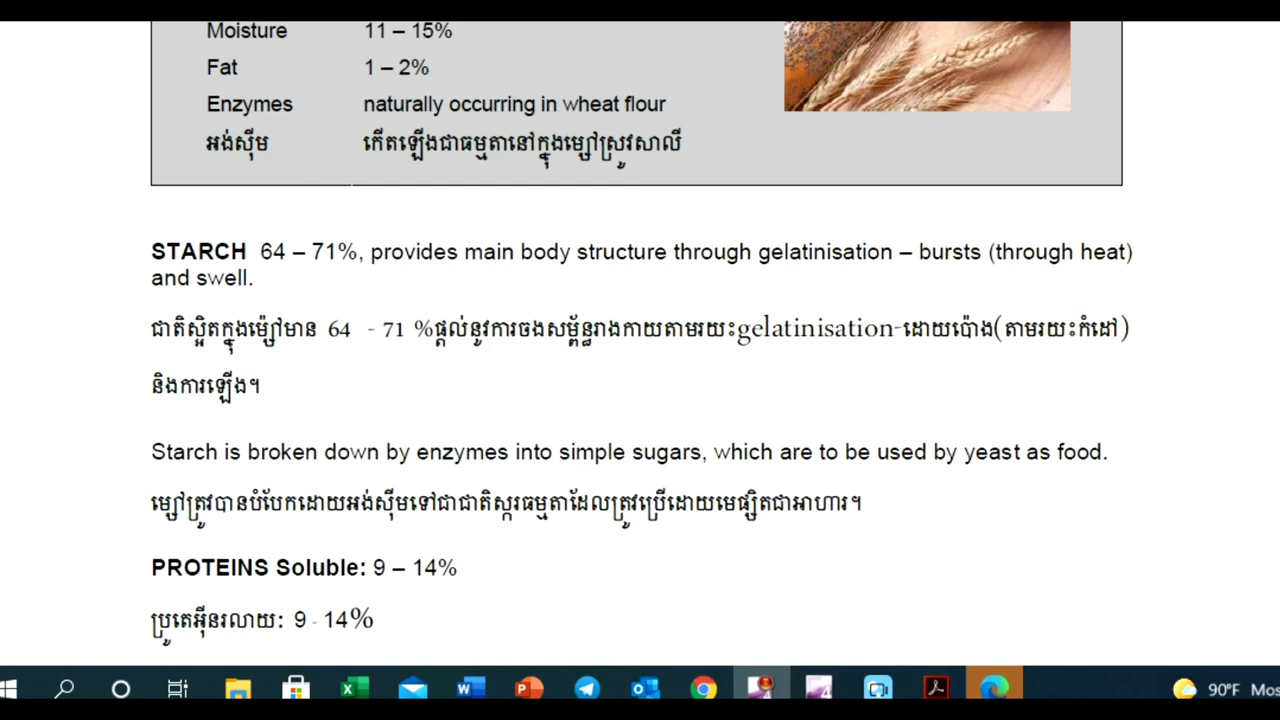 Moisture 11 – 15%
Fat 1 – 2%
Enzymes naturally occurring in wheat flour
អង់ស៊ីម កើតឡើងជាធម្មតានៅក្នុងម្សៅស្រូវសាលី
STARCH 64 – 71%, provides main body structure through gelatinisation – bursts (through heat)
and swell.
ជាតិស្អិតក្នុងម៉្សៅមាន 64 - 71 %ផ្តល់នូវការចងសម្ព័ន្ធរាងកាយតាមរយះgelatinisation-ដោយប៉ោង(តាមរយះកំដៅ)
និងការឡើង។
Starch is broken down by enzymes into simple sugars, which are to be used by yeast as food.
ម្សៅត្រូវបានបំបែកដោយអង់ស៊ីមទៅជាជាតិស្ករធម្មតាដែលត្រូវប្រើដោយមេផ្សិតជាអាហារ។
PROTEINS Soluble: 9 – 14%
ប្រូតេអ៊ីនរលាយ: 9 - 14%
90°F Mos